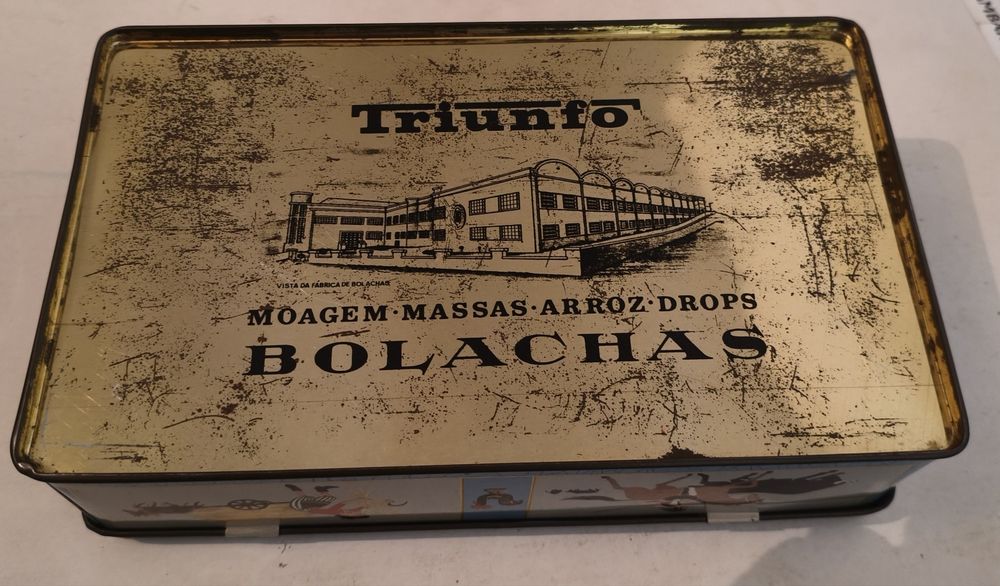 Triunfo
VISTA DA FÁBRICA DE BOLACHAS
MOAGEM·MASSAS·ARROZ·DROPS
BOLACHAS